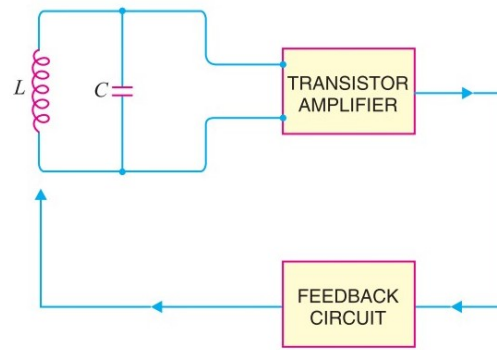 L
C
TRANSISTOR
AMPLIFIER
FEEDBACK
CIRCUIT